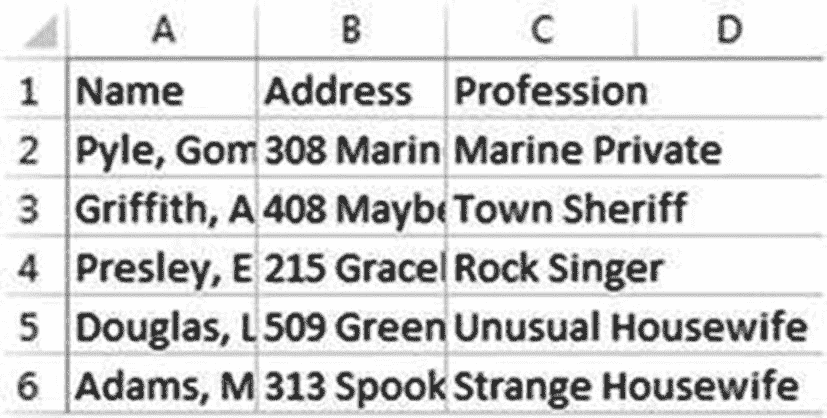 A B C D
1 Name Address Profession
2 Pyle, Gom 308 Marin Marine Private
3 Griffith, A 408 Mayb Town Sheriff
4 Presley, E 215 Gracel Rock Singer
5 Douglas, L 509 Green Unusual Housewife
6 Adams, M 313 Spook Strange Housewife